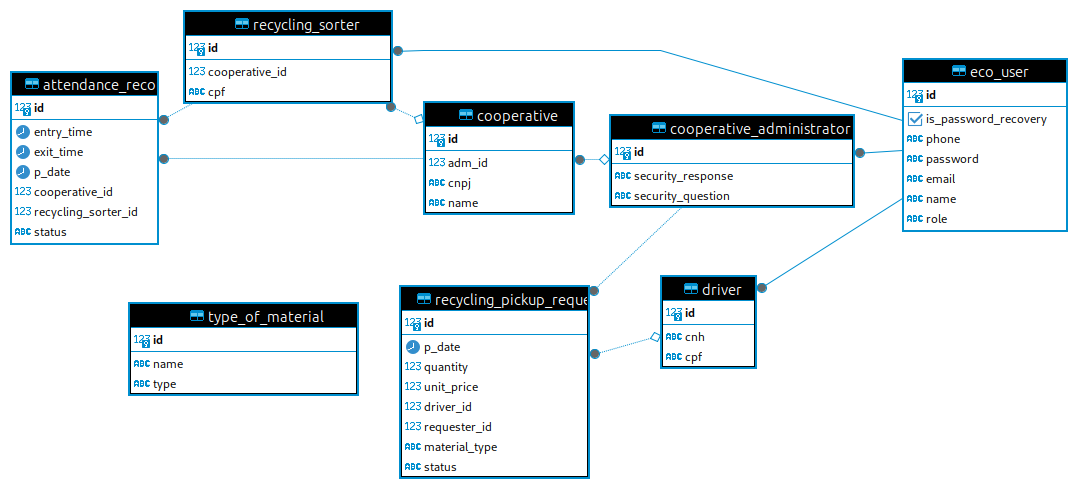 recycling_sorter
123 id
123 cooperative_id
ABC cpf
attendance_reco
123 id
entry_time
exit_time
p_date
123 cooperative_id
123 recycling_sorter_id
ABC status
cooperative
123 id
123 adm_id
ABC cnpj
ABC name
cooperative_administrator
123 id
ABC security_response
ABC security_question
eco_user
123 id
is_password_recovery
ABC phone
ABC password
ABC email
ABC name
ABC role
type_of_material
123 id
ABC name
ABC type
recycling_pickup_reque
123 id
p_date
123 quantity
123 unit_price
123 driver_id
123 requester_id
ABC material_type
ABC status
driver
123 id
ABC cnh
ABC cpf